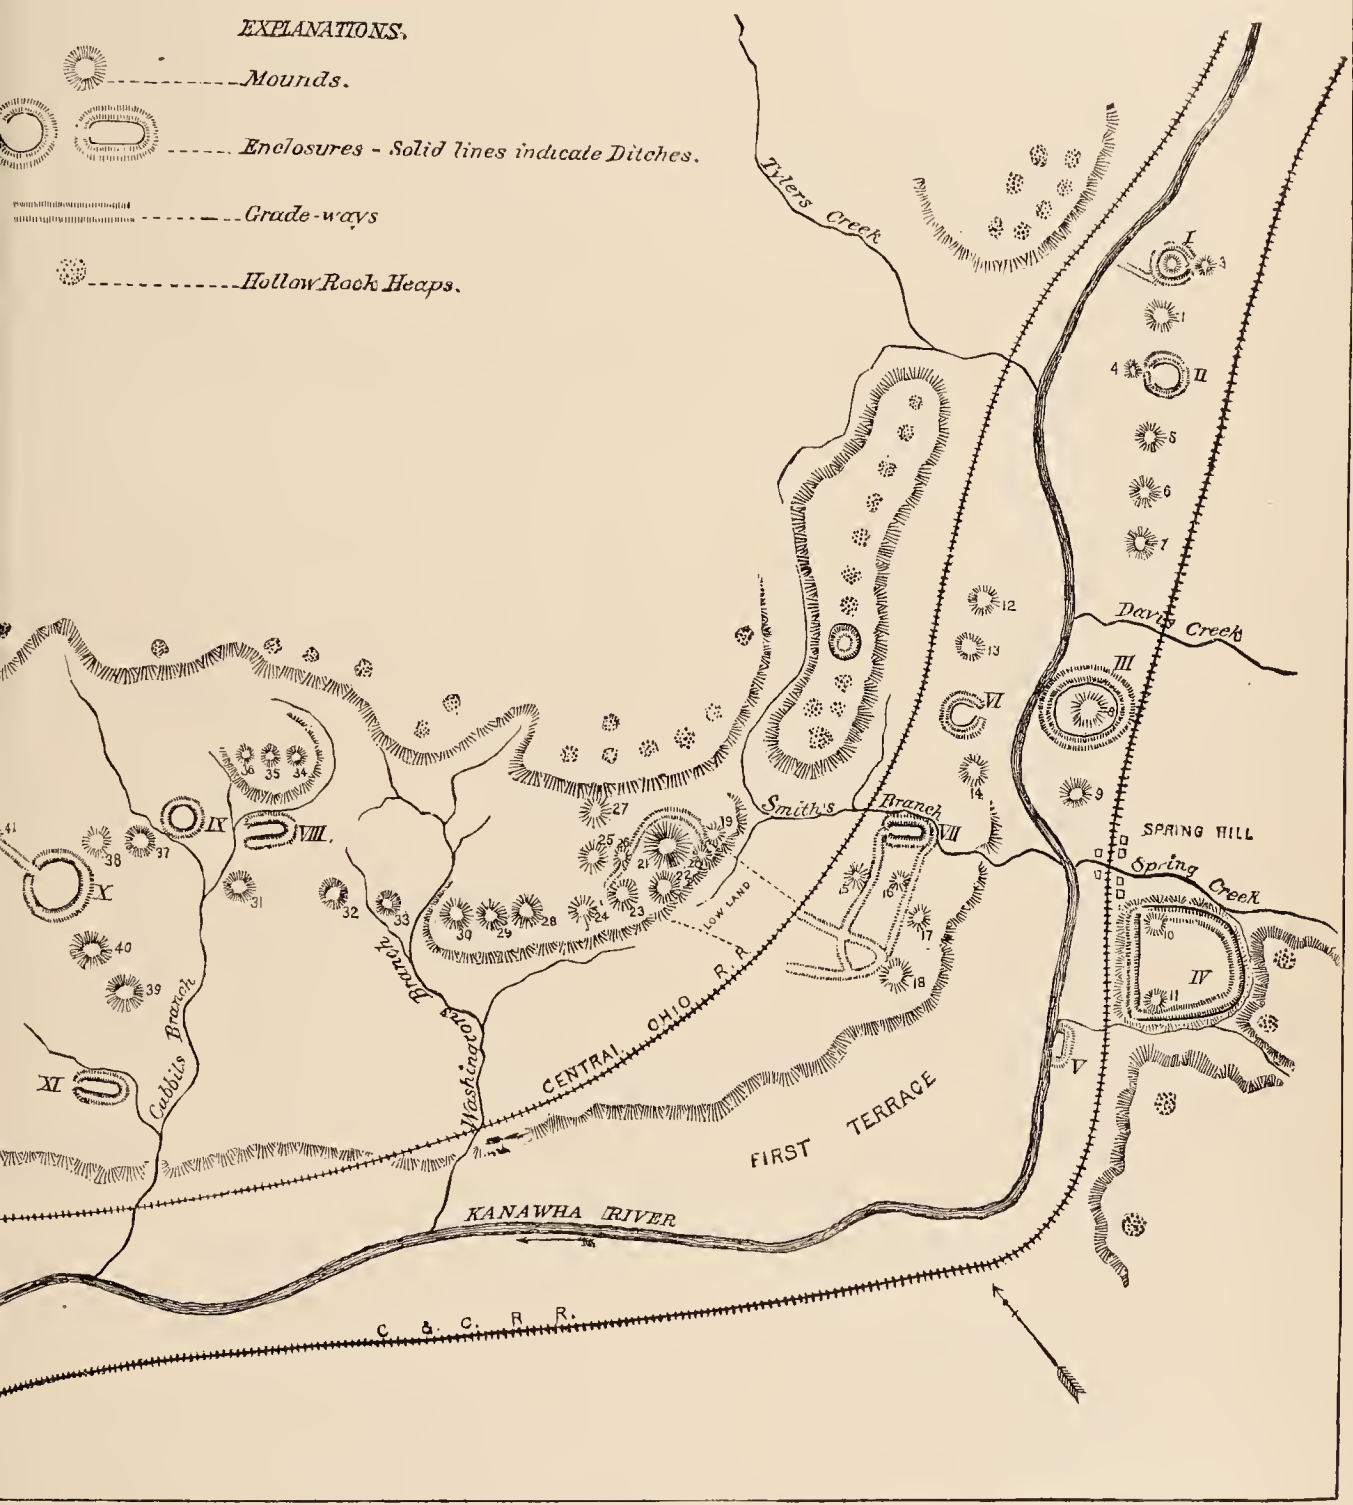 EXPLANATIONS.
Mounds.
Enclosures - Solid lines indicate Ditches.
Grade-ways
Hollow Rock Heaps.
Tylers Creek
I
3
1
4
II
5
6
7
12
13
Davis Creek
III
VI
8
14
9
36
35
34
27
Smith's Branch
VII
SPRING HILL
Spring Creek
41
IX
VIII.
38
37
X
25
26
19
21
20
22
31
32
33
30
29
28
24
23
LOW LAND
16
17
18
10
IV
11
40
39
Branch
Washingtons
Cabbils Branch
XI
CENTRAL OHIO R. R.
V
FIRST TERRACE
KANAWHA RIVER
C. & C. R R.